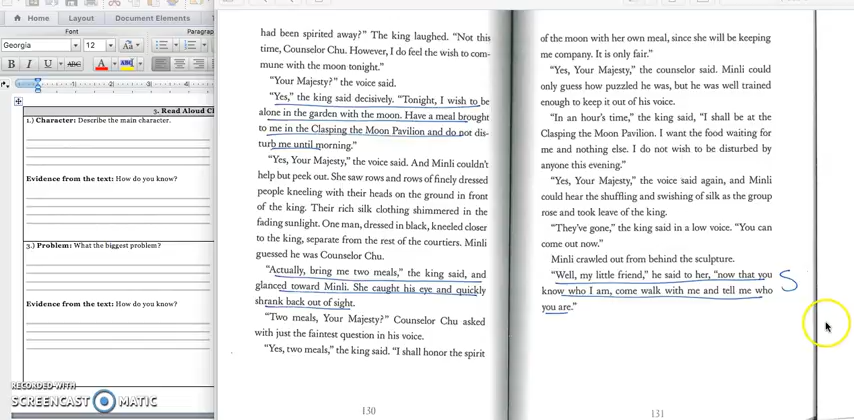 Home Layout Document Elements
Font
Paragrap
Georgia 12 Aa
B I U ABC A ABC
3. Read Aloud Cl
1.) Character: Describe the main character.
Evidence from the text: How do you know?
3.) Problem: What the biggest problem?
Evidence from the text: How do you know?
RECORDED WITH
SCREENCAST MATIC
had been spirited away?" The king laughed. "Not this
time, Counselor Chu. However, I do feel the wish to com-
mune with the moon tonight."
"Your Majesty?" the voice said.
"Yes," the king said decisively. "Tonight, I wish to be
alone in the garden with the moon. Have a meal brought
to me in the Clasping the Moon Pavilion and do not dis-
turb me until morning."
"Yes, Your Majesty," the voice said. And Minli couldn't
help but peek out. She saw rows and rows of finely dressed
people kneeling with their heads on the ground in front
of the king. Their rich silk clothing shimmered in the
fading sunlight. One man, dressed in black, kneeled closer
to the king, separate from the rest of the courtiers. Minli
guessed he was Counselor Chu.
"Actually, bring me two meals," the king said, and
glanced toward Minli. She caught his eye and quickly
shrank back out of sight.
"Two meals, Your Majesty?" Counselor Chu asked
with just the faintest question in his voice.
"Yes, two meals," the king said. "I shall honor the spirit
130
of the moon with her own meal, since she will be keeping
me company. It is only fair."
"Yes, Your Majesty," the counselor said. Minli could
only guess how puzzled he was, but he was well trained
enough to keep it out of his voice.
"In an hour's time," the king said, "I shall be at the
Clasping the Moon Pavilion. I want the food waiting for
me and nothing else. I do not wish to be disturbed by
anyone this evening."
"Yes, Your Majesty," the voice said again, and Minli
could hear the shuffling and swishing of silk as the group
rose and took leave of the king.
"They've gone," the king said in a low voice. "You can
come out now."
Minli crawled out from behind the sculpture.
"Well, my little friend," he said to her, "now that you
know who I am, come walk with me and tell me who
you are."
S
131